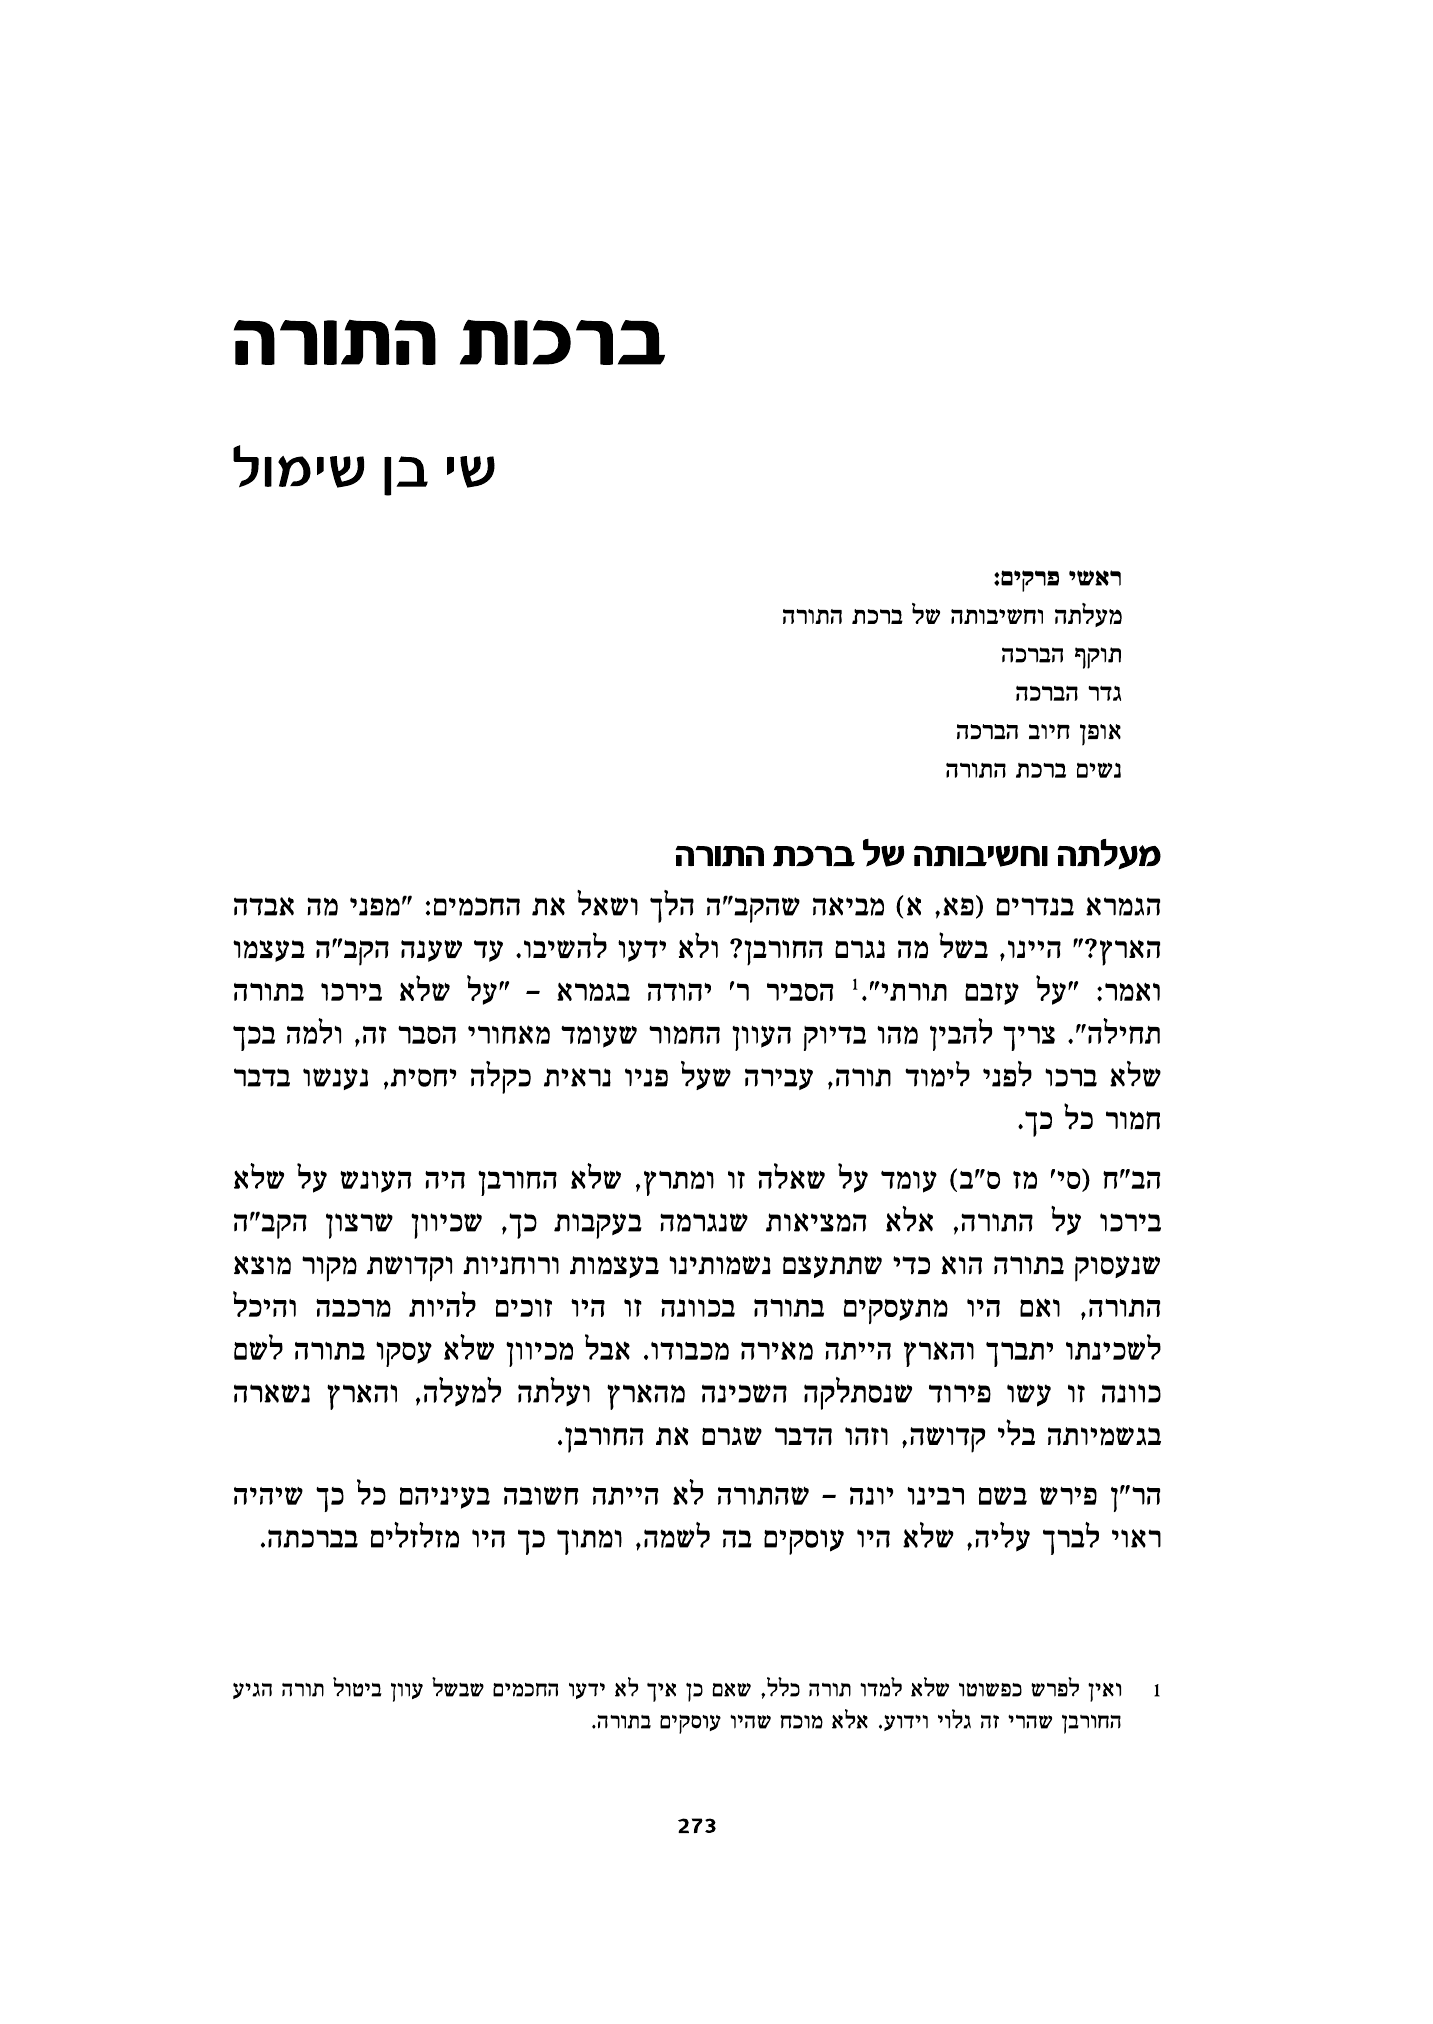 ברכות התורה
שי בן שימול
ראשי פרקים:
מעלתה וחשיבותה של ברכת התורה
תוקף הברכה
גדר הברכה
אופן חיוב הברכה
נשים ברכת התורה
מעלתה וחשיבותה של ברכת התורה
הגמרא בנדרים (פא, א) מביאה שהקב"ה הלך ושאל את החכמים: "מפני מה אבדה
הארץ?" היינו, בשל מה נגרם החורבן? ולא ידעו להשיבו. עד שענה הקב"ה בעצמו
ואמר: "על עזבם תורתי".1 הסביר ר' יהודה בגמרא – "על שלא בירכו בתורה
תחילה". צריך להבין מהו בדיוק העוון החמור שעומד מאחורי הסבר זה, ולמה בכך
שלא ברכו לפני לימוד תורה, עבירה שעל פניו נראית כקלה יחסית, נענשו בדבר
חמור כל כך.
הב"ח (סי' מז ס"ב) עומד על שאלה זו ומתרץ, שלא החורבן היה העונש על שלא
בירכו על התורה, אלא המציאות שנגרמה בעקבות כך, שכיוון שרצון הקב"ה
שנעסוק בתורה הוא כדי שתתעצם נשמותינו בעצמות ורוחניות וקדושת מקור מוצא
התורה, ואם היו מתעסקים בתורה בכוונה זו היו זוכים להיות מרכבה והיכל
לשכינתו יתברך והארץ הייתה מאירה מכבודו. אבל מכיוון שלא עסקו בתורה לשם
כוונה זו עשו פירוד שנסתלקה השכינה מהארץ ועלתה למעלה, והארץ נשארה
בגשמיותה בלי קדושה, וזהו הדבר שגרם את החורבן.
הר"ן פירש בשם רבינו יונה – שהתורה לא הייתה חשובה בעיניהם כל כך שיהיה
ראוי לברך עליה, שלא היו עוסקים בה לשמה, ומתוך כך היו מזלזלים בברכתה.
1 ואין לפרש כפשוטו שלא למדו תורה כלל, שאם כן איך לא ידעו החכמים שבשל עוון ביטול תורה הגיע
החורבן שהרי זה גלוי וידוע. אלא מוכח שהיו עוסקים בתורה.
273